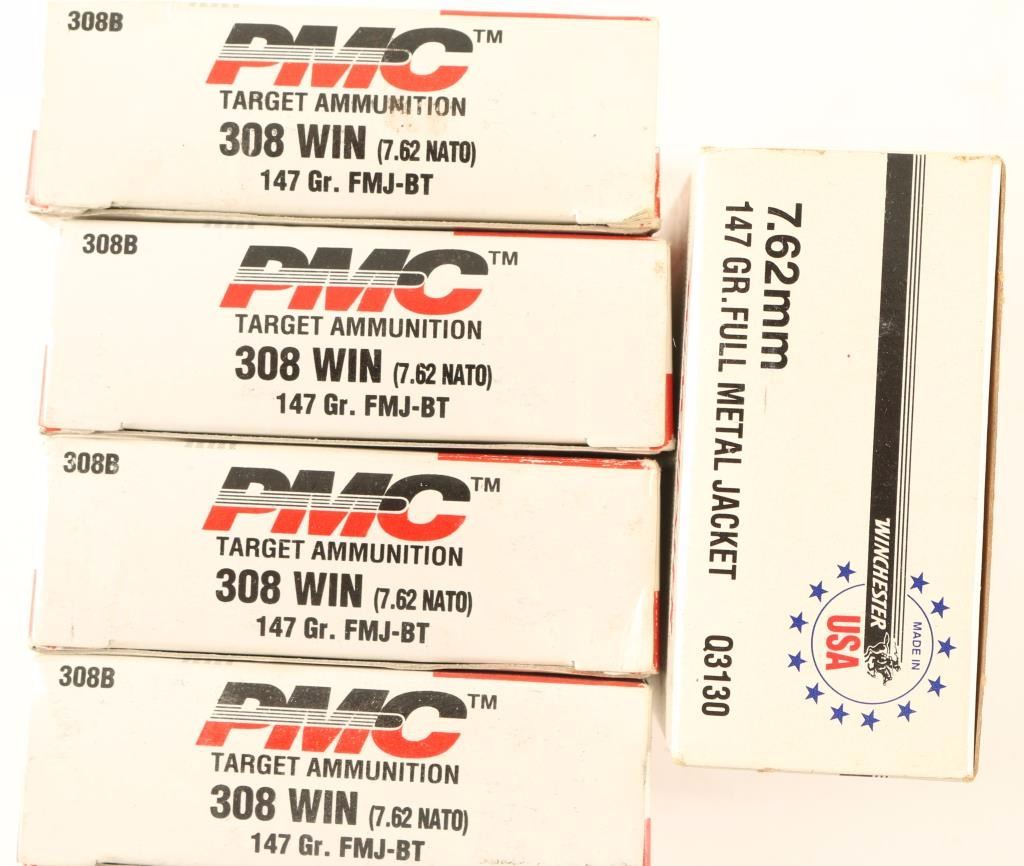 308B
PMC™
TARGET AMMUNITION
308 WIN (7.62 NATO)
147 Gr. FMJ-BT
308B
PMC™
TARGET AMMUNITION
308 WIN (7.62 NATO)
147 Gr. FMJ-BT
308B
PMC™
TARGET AMMUNITION
308 WIN (7.62 NATO)
147 Gr. FMJ-BT
308B
PMC™
TARGET AMMUNITION
308 WIN (7.62 NATO)
147 Gr. FMJ-BT
7.62mm
147 GR. FULL METAL JACKET Q3130
WINCHESTER
MADE IN
USA